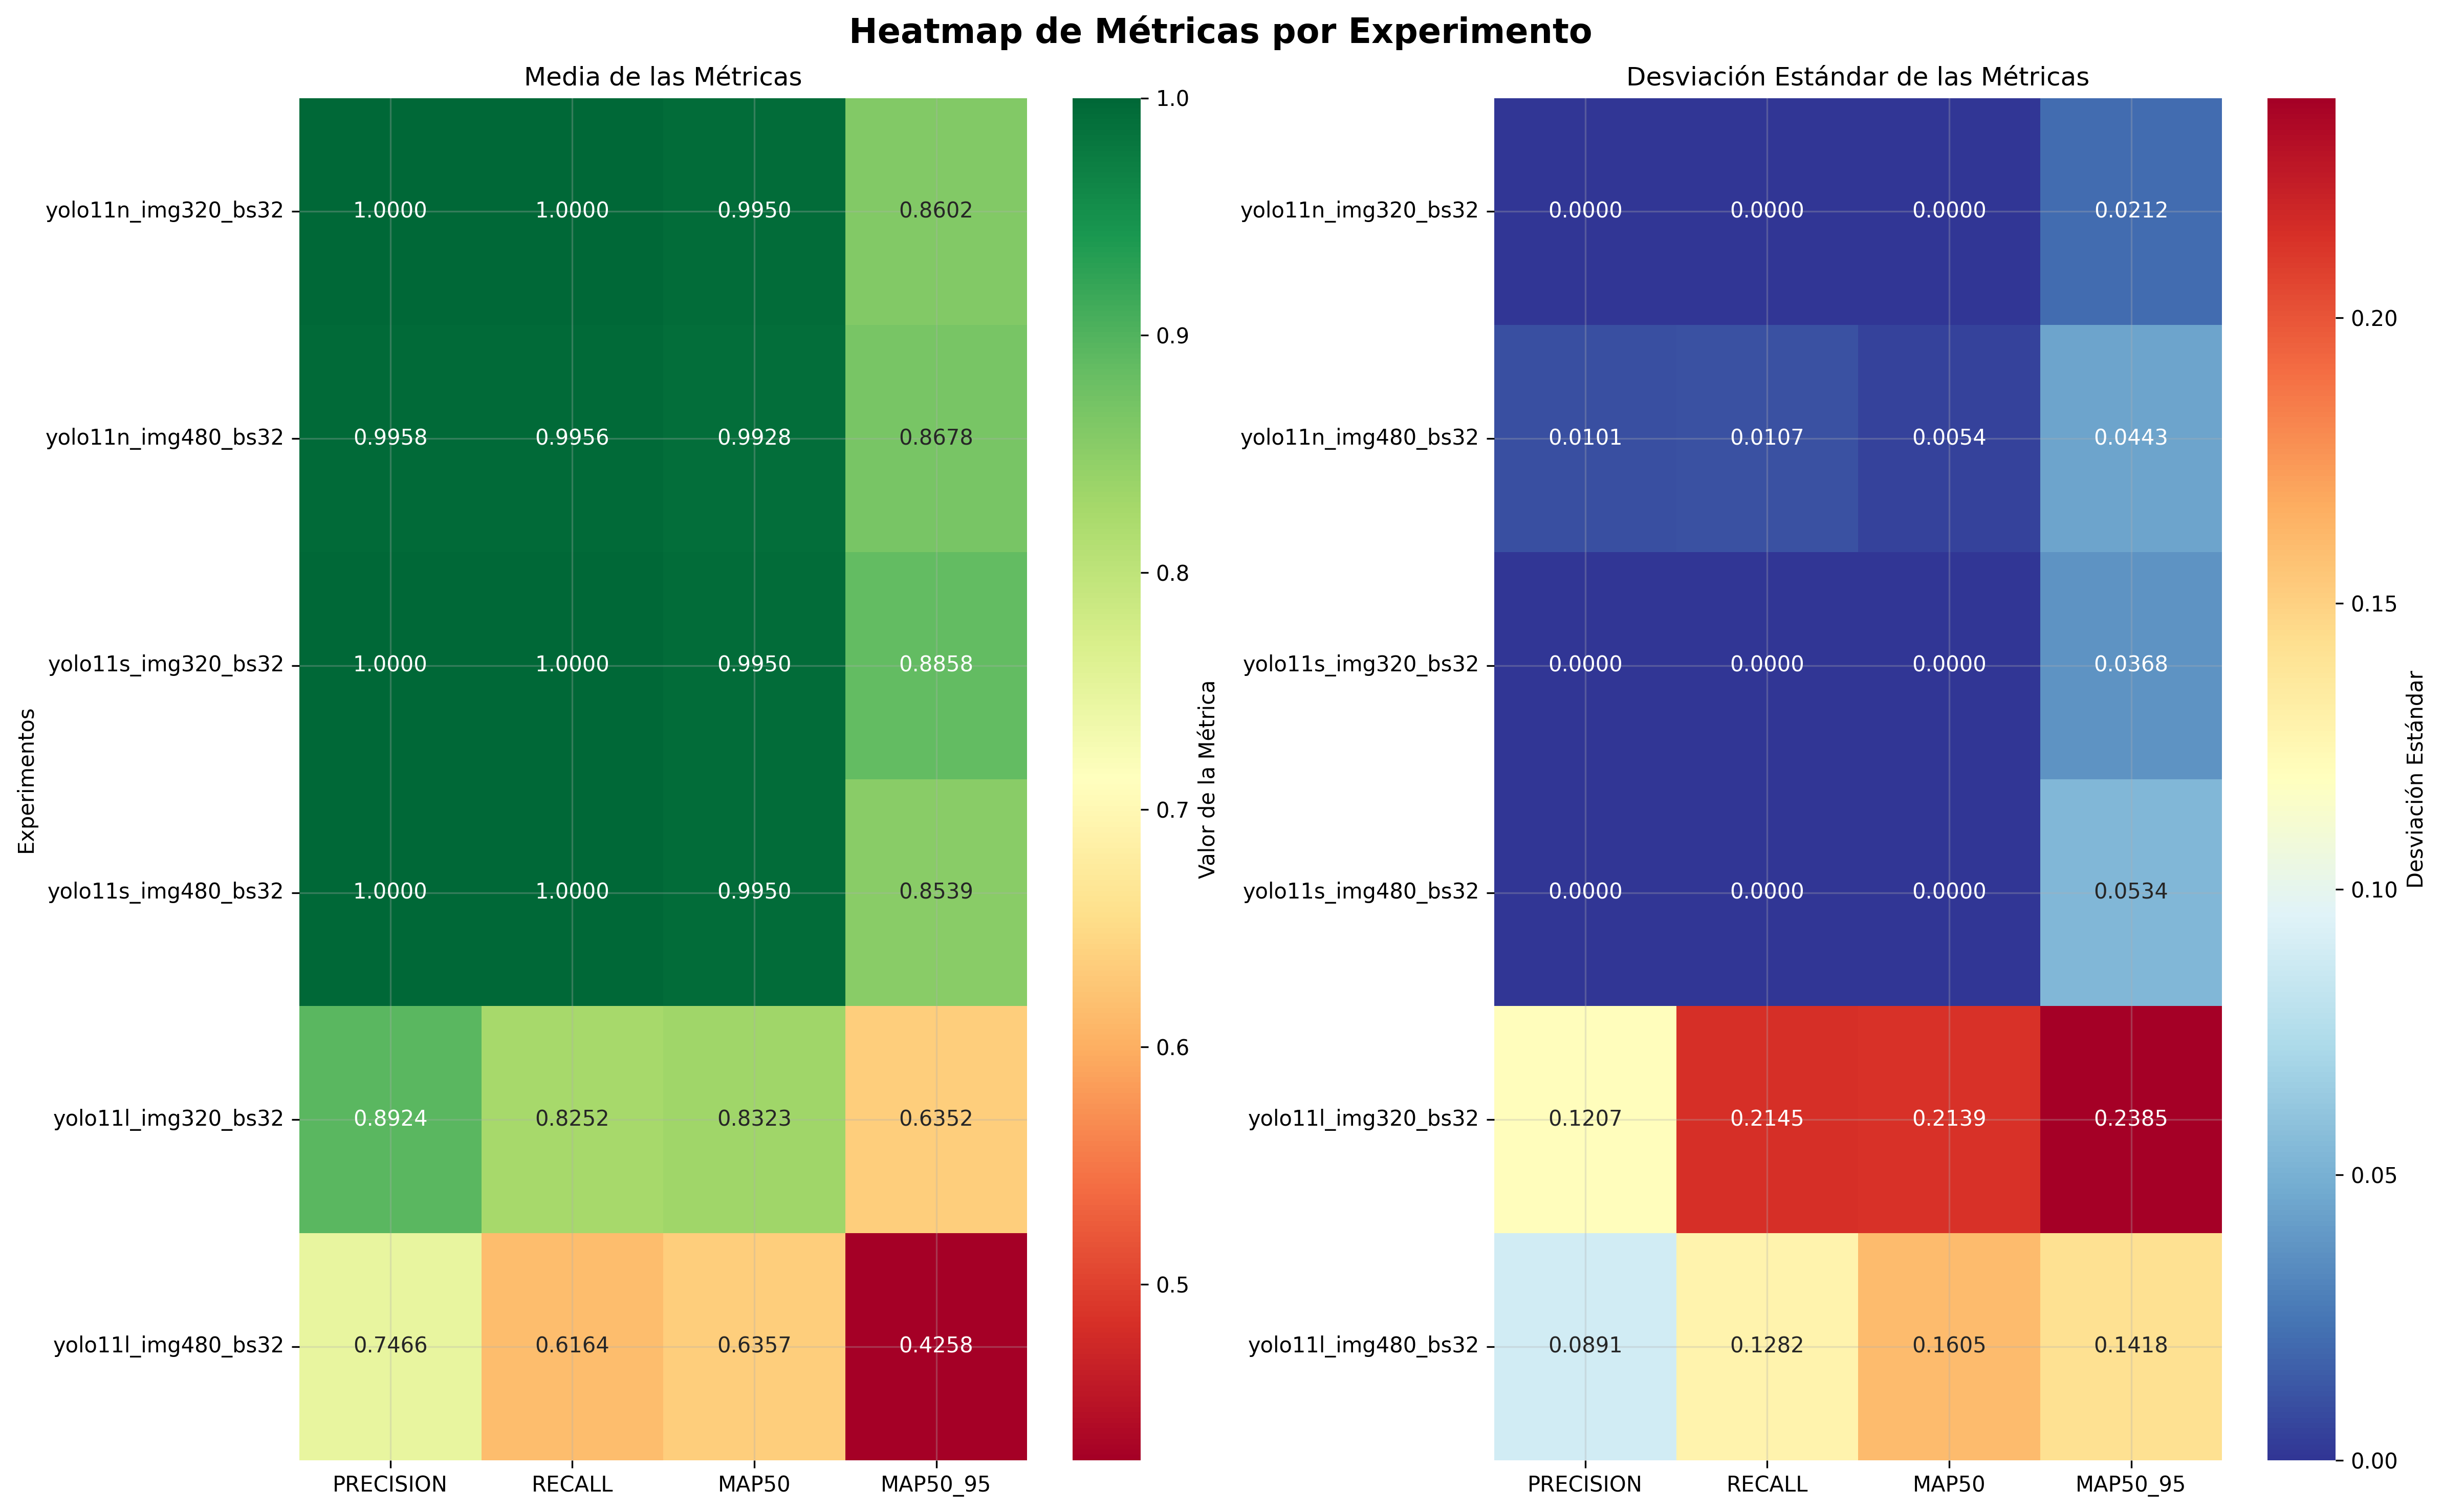 Heatmap de Métricas por Experimento
Media de las Métricas
Experimentos
yolo11n_img320_bs32 1.0000 1.0000 0.9950 0.8602
yolo11n_img480_bs32 0.9958 0.9956 0.9928 0.8678
yolo11s_img320_bs32 1.0000 1.0000 0.9950 0.8858
yolo11s_img480_bs32 1.0000 1.0000 0.9950 0.8539
yolo11l_img320_bs32 0.8924 0.8252 0.8323 0.6352
yolo11l_img480_bs32 0.7466 0.6164 0.6357 0.4258
PRECISION RECALL MAP50 MAP50_95
1.0
0.9
0.8
0.7
0.6
0.5
Valor de la Métrica
Desviación Estándar de las Métricas
yolo11n_img320_bs32 0.0000 0.0000 0.0000 0.0212
yolo11n_img480_bs32 0.0101 0.0107 0.0054 0.0443
yolo11s_img320_bs32 0.0000 0.0000 0.0000 0.0368
yolo11s_img480_bs32 0.0000 0.0000 0.0000 0.0534
yolo11l_img320_bs32 0.1207 0.2145 0.2139 0.2385
yolo11l_img480_bs32 0.0891 0.1282 0.1605 0.1418
PRECISION RECALL MAP50 MAP50_95
0.20
0.15
0.10
0.05
0.00
Desviación Estándar